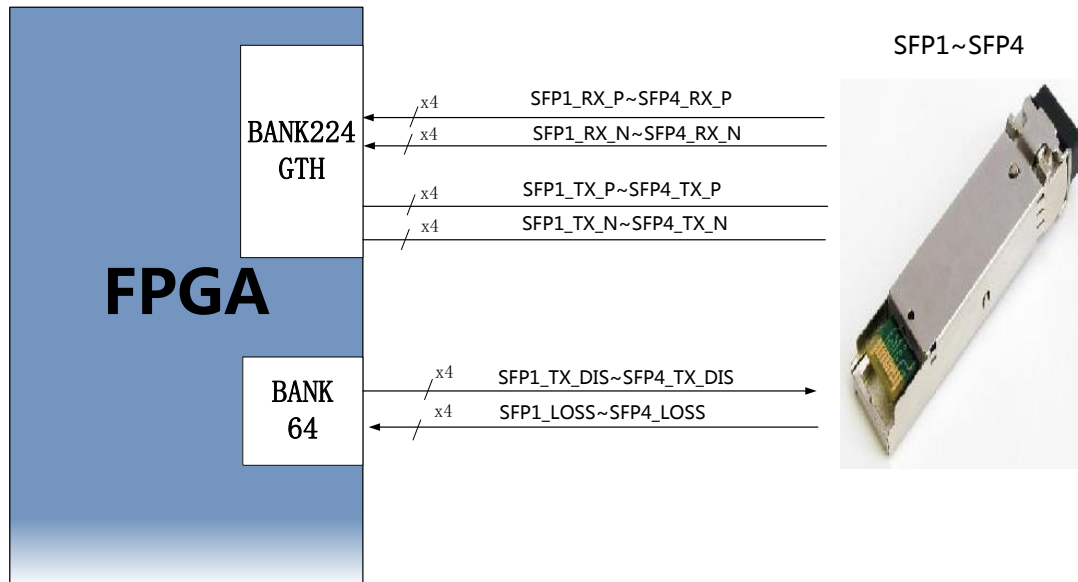 SFP1~SFP4
x4
SFP1_RX_P~SFP4_RX_P
x4
SFP1_RX_N~SFP4_RX_N
BANK224
GTH
x4
SFP1_TX_P~SFP4_TX_P
x4
SFP1_TX_N~SFP4_TX_N
FPGA
x4
SFP1_TX_DIS~SFP4_TX_DIS
x4
SFP1_LOSS~SFP4_LOSS
BANK
64